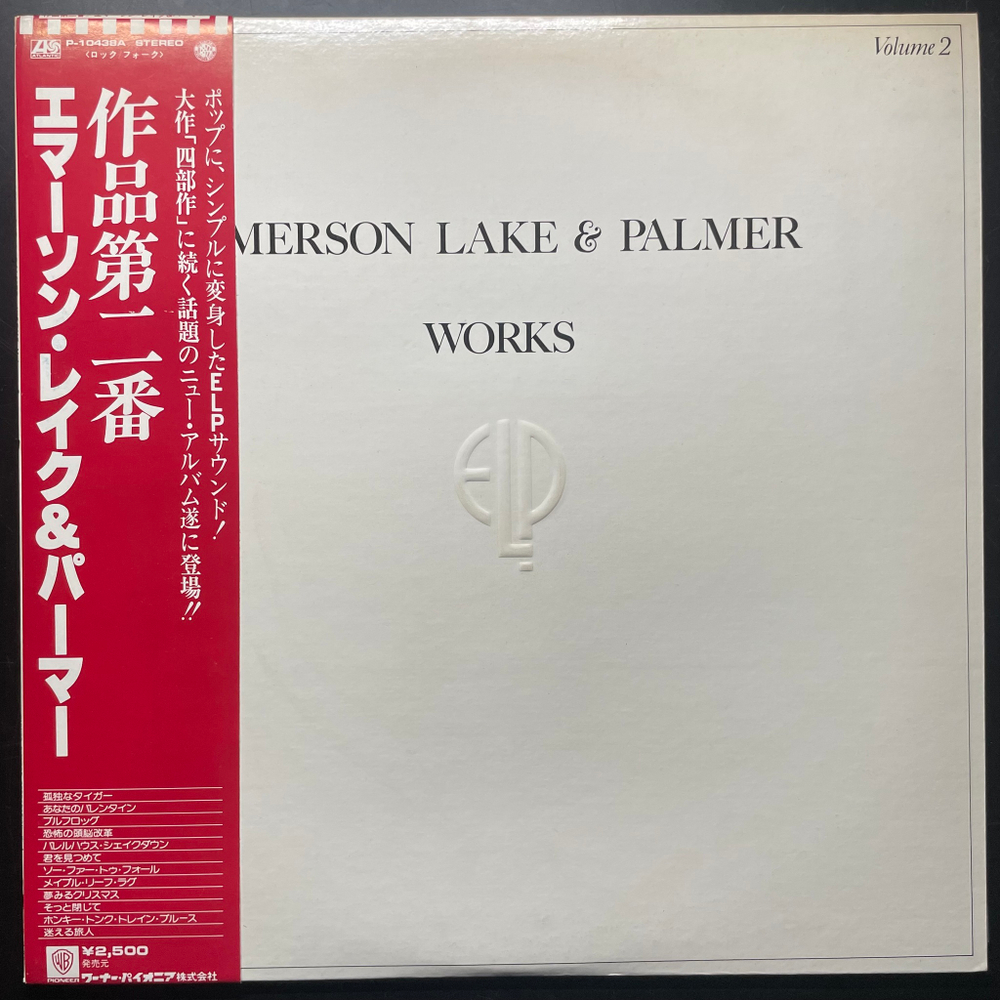 ATLANTIC
P-10438A STEREO
〈ロック/フォーク〉
ポップに、シンプルに変身したELPサウンド!
大作「四部作」に続く話題のニュー・アルバム遂に登場!!
作品第二番
エマーソン・レイク&パーマー
孤独なタイガー
あなたのバレンタイン
ブルフロッグ
恐怖の頭脳改革
バレルハウス・シェイクダウン
君を見つめて
ソー・ファー・トゥ・フォール
メイプル・リーフ・ラグ
夢みるクリスマス
そっと閉じて
ホンキー・トンク・トレイン・ブルース
迷える旅人
¥2,500
発売元
PIONEER ワーナー・パイオニア株式会社
Volume 2
MERSON LAKE & PALMER
WORKS
ELP